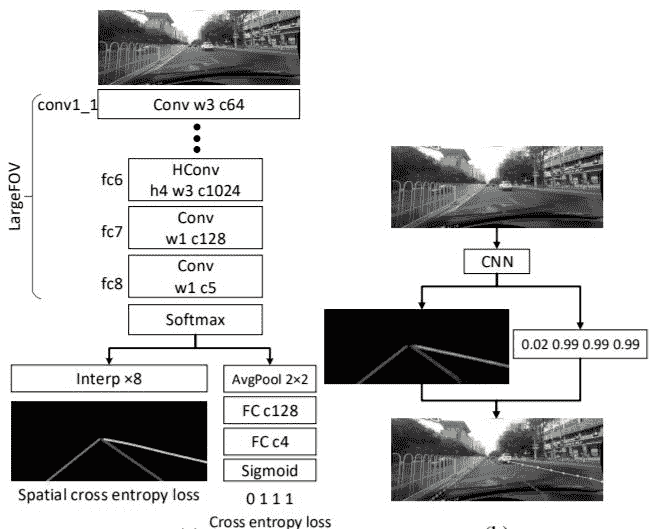 conv1_1
Conv w3 c64
LargeFOV
fc6
HConv
h4 w3 c1024
fc7
Conv
w1 c128
fc8
Conv
w1 c5
Softmax
Interp ×8
AvgPool 2×2
FC c128
FC c4
Sigmoid
Spatial cross entropy loss
0 1 1 1
Cross entropy loss
CNN
0.02 0.99 0.99 0.99